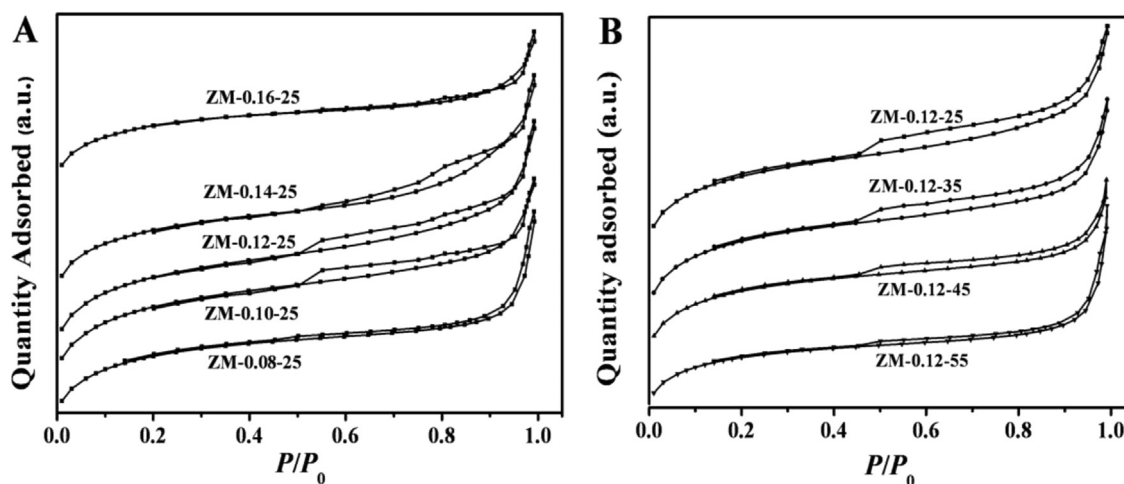 A
Quantity Adsorbed (a.u.)
ZM-0.16-25
ZM-0.14-25
ZM-0.12-25
ZM-0.10-25
ZM-0.08-25
0.0 0.2 0.4 0.6 0.8 1.0
P/P0
B
Quantity adsorbed (a.u.)
ZM-0.12-25
ZM-0.12-35
ZM-0.12-45
ZM-0.12-55
0.0 0.2 0.4 0.6 0.8 1.0
P/P0